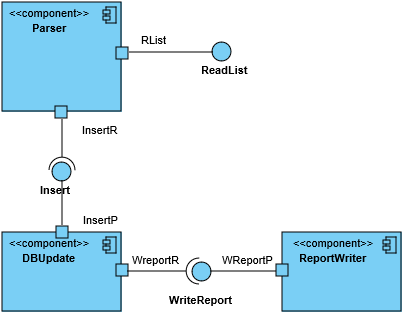 <<component>>
Parser
RList
ReadList
InsertR
Insert
InsertP
<<component>>
DBUpdate
WreportR
WReportP
WriteReport
<<component>>
ReportWriter